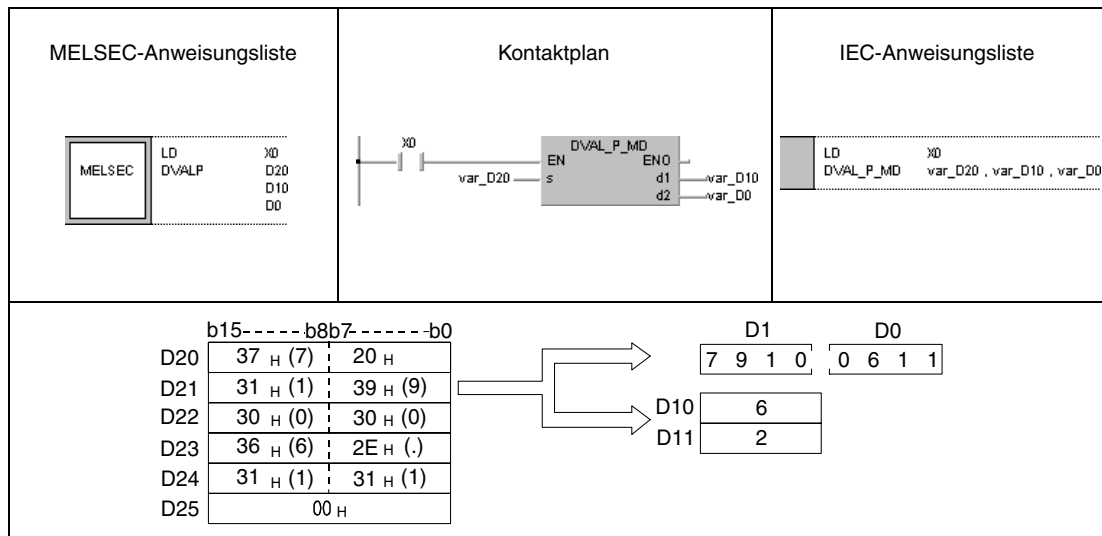 MELSEC-Anweisungsliste
Kontaktplan
IEC-Anweisungsliste
MELSEC
LD X0
DVALP D20
D10
D0
X0
DVAL_P_MD
EN ENO
var_D20 s d1 var_D10
d2 var_D0
LD X0
DVAL_P_MD var_D20 , var_D10 , var_D0
b15------b8b7-------b0
D20 37 H (7) 20 H
D21 31 H (1) 39 H (9)
D22 30 H (0) 30 H (0)
D23 36 H (6) 2E H (.)
D24 31 H (1) 31 H (1)
D25 00 H
D1 D0
7 9 1 0 0 6 1 1
D10 6
D11 2